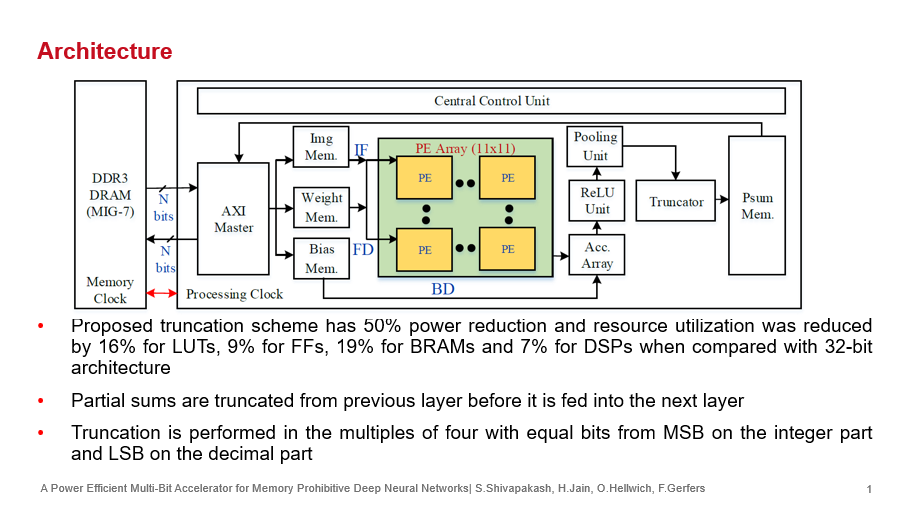 Architecture
Central Control Unit
DDR3
DRAM
(MIG-7)
N
bits
N
bits
Memory
Clock
AXI
Master
Processing Clock
Img
Mem.
Weight
Mem.
Bias
Mem.
IF
FD
BD
PE Array (11x11)
PE
PE
PE
PE
Pooling
Unit
ReLU
Unit
Acc.
Array
Truncator
Psum
Mem.
• Proposed truncation scheme has 50% power reduction and resource utilization was reduced
by 16% for LUTs, 9% for FFs, 19% for BRAMs and 7% for DSPs when compared with 32-bit
architecture
• Partial sums are truncated from previous layer before it is fed into the next layer
• Truncation is performed in the multiples of four with equal bits from MSB on the integer part
and LSB on the decimal part
A Power Efficient Multi-Bit Accelerator for Memory Prohibitive Deep Neural Networks| S.Shivapakash, H.Jain, O.Hellwich, F.Gerfers
1